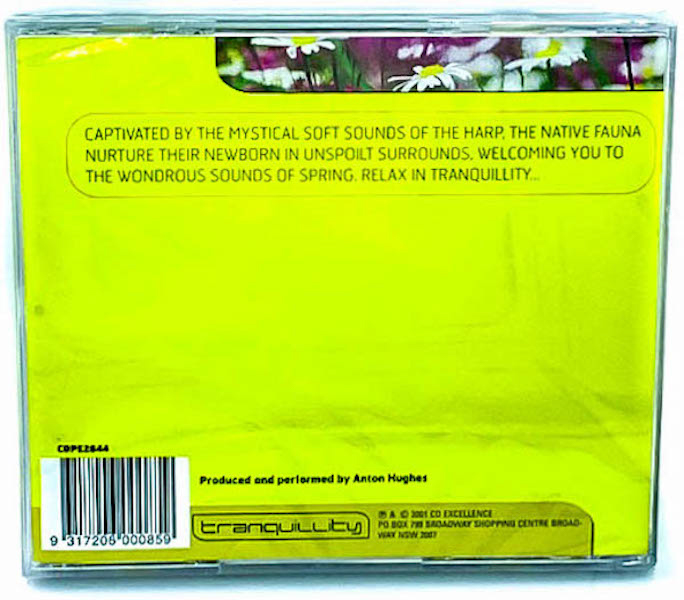 CAPTIVATED BY THE MYSTICAL SOFT SOUNDS OF THE HARP, THE NATIVE FAUNA
NURTURE THEIR NEWBORN IN UNSPOILT SURROUNDS, WELCOMING YOU TO
THE WONDROUS SOUNDS OF SPRING. RELAX IN TRANQUILLITY...
CDPE2844
Produced and performed by Anton Hughes
9 317205 000859
tranquillity
℗ & © 2001 CD EXCELLENCE
PO BOX 799 BROADWAY SHOPPING CENTRE BROAD-
WAY NSW 2007